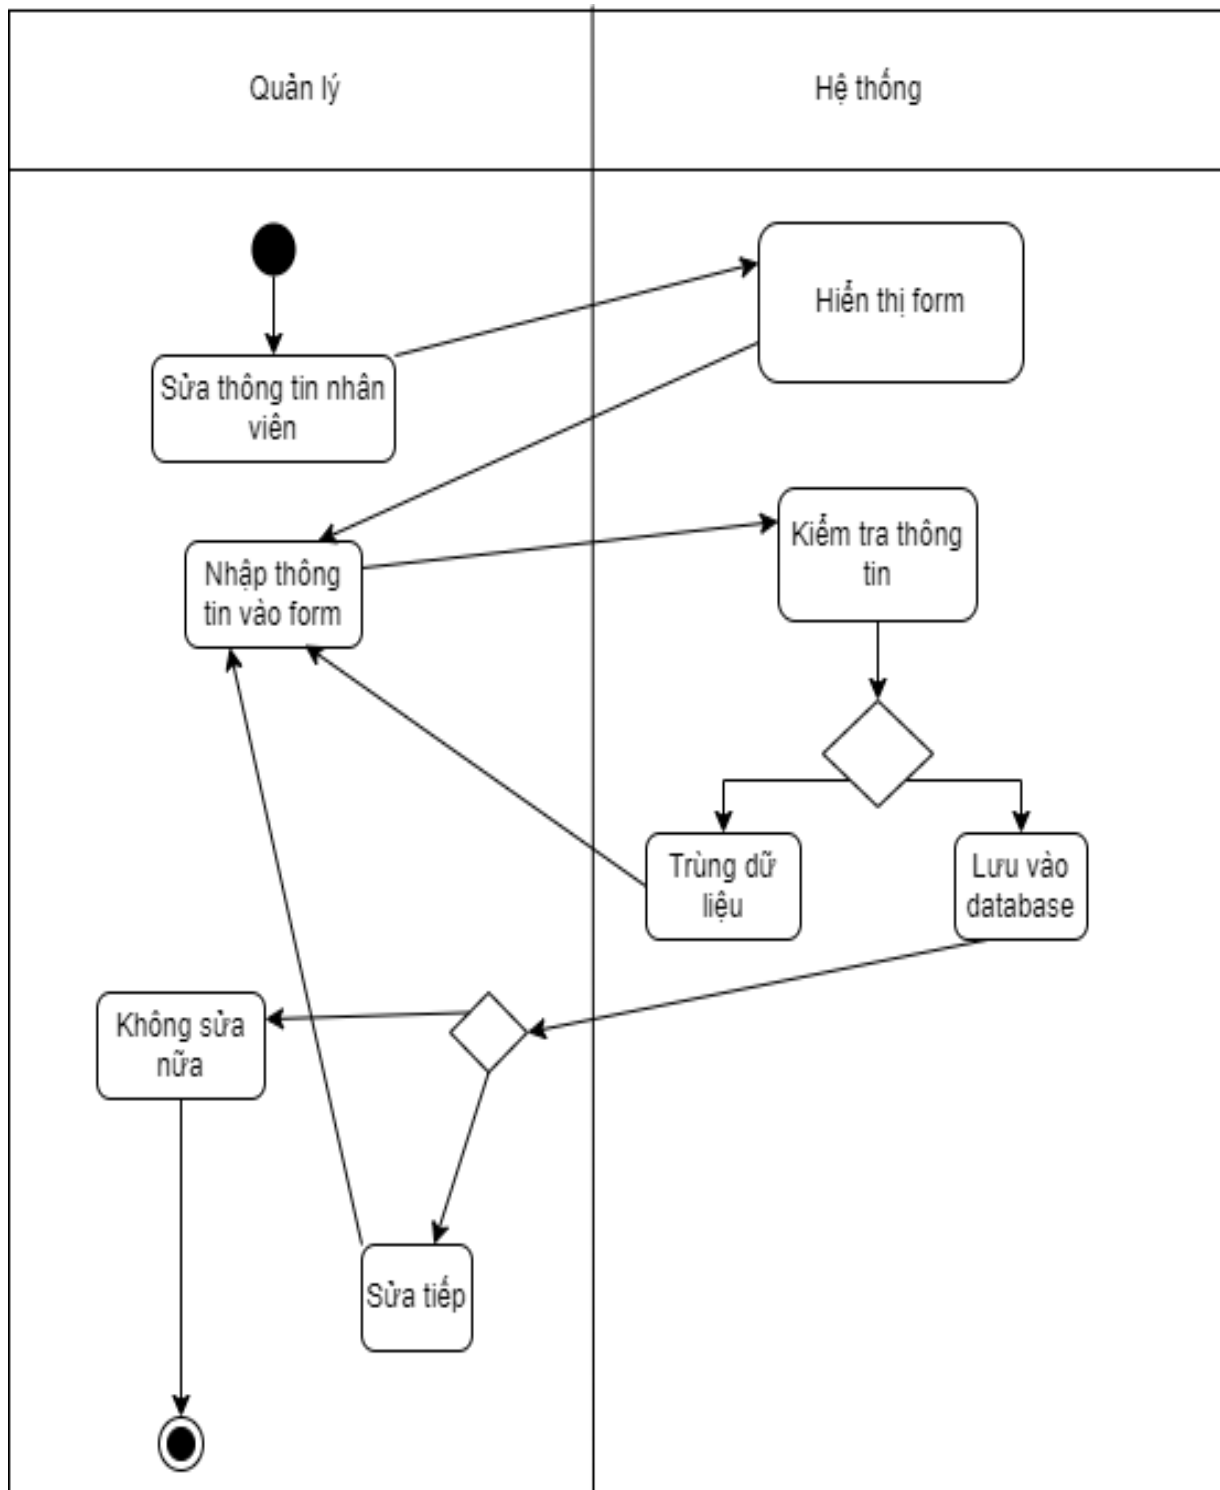 Quản lý
Hệ thống
Hiển thị form
Sửa thông tin nhân
viên
Kiểm tra thông
tin
Nhập thông
tin vào form
Trùng dữ
liệu
Lưu vào
database
Không sửa
nữa
Sửa tiếp